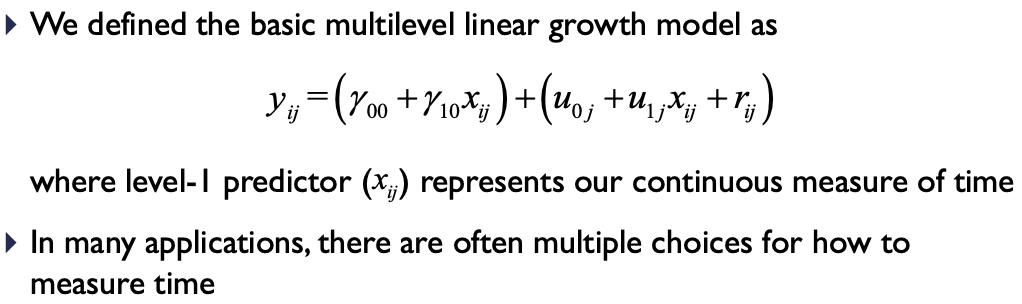 ▸ We defined the basic multilevel linear growth model as
y_ij = (γ_00 + γ_10 x_ij) + (u_0j + u_1j x_ij + r_ij)
where level-1 predictor (x_ij) represents our continuous measure of time
▸ In many applications, there are often multiple choices for how to
measure time